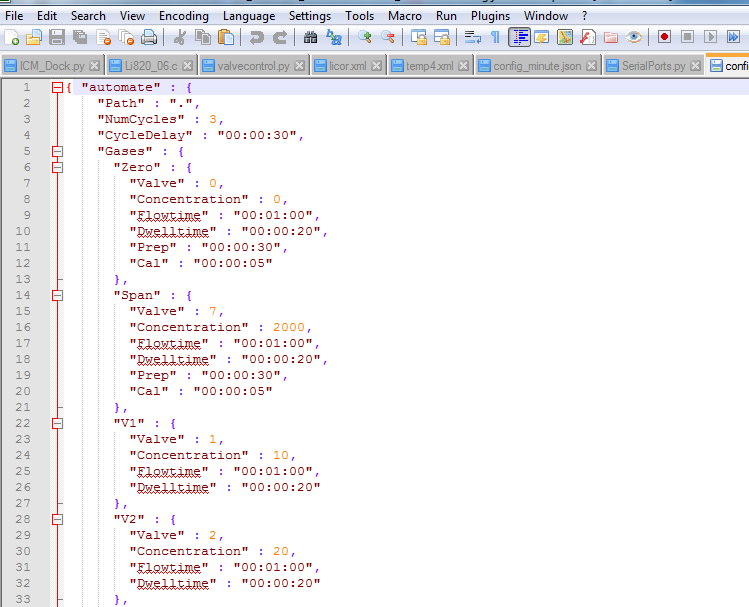 File Edit Search View Encoding Language Settings Tools Macro Run Plugins Window ?
ICM_Dock.py Li820_06.c valvecontrol.py licor.xml temp4.xml config_minute.json SerialPorts.py confi
1 { "automate" : {
2 "Path" : ".",
3 "NumCycles" : 3,
4 "CycleDelay" : "00:00:30",
5 "Gases" : {
6 "Zero" : {
7 "Valve" : 0,
8 "Concentration" : 0,
9 "Flowtime" : "00:01:00",
10 "Dwelltime" : "00:00:20",
11 "Prep" : "00:00:30",
12 "Cal" : "00:00:05"
13 },
14 "Span" : {
15 "Valve" : 7,
16 "Concentration" : 2000,
17 "Flowtime" : "00:01:00",
18 "Dwelltime" : "00:00:20",
19 "Prep" : "00:00:30",
20 "Cal" : "00:00:05"
21 },
22 "V1" : {
23 "Valve" : 1,
24 "Concentration" : 10,
25 "Flowtime" : "00:01:00",
26 "Dwelltime" : "00:00:20"
27 },
28 "V2" : {
29 "Valve" : 2,
30 "Concentration" : 20,
31 "Flowtime" : "00:01:00",
32 "Dwelltime" : "00:00:20"
33 },